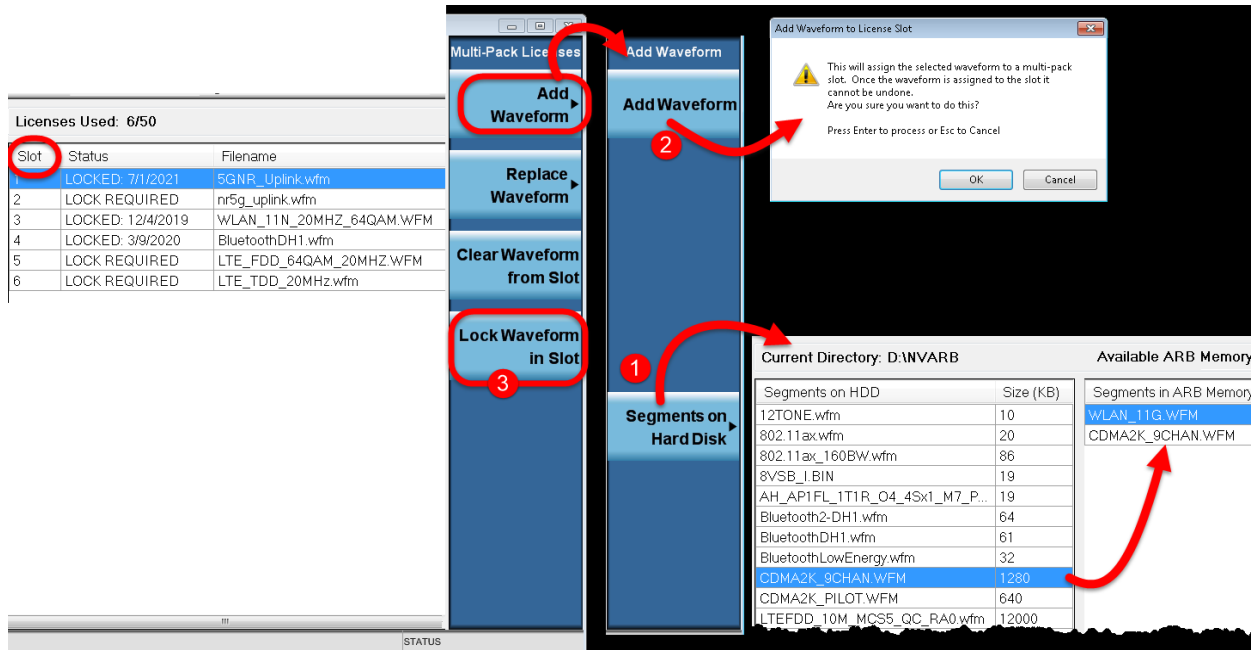 Licenses Used: 6/50
Slot Status Filename
1 LOCKED: 7/1/2021 5GNR_Uplink.wfm
2 LOCK REQUIRED nr5g_uplink.wfm
3 LOCKED: 12/4/2019 WLAN_11N_20MHZ_64QAM.WFM
4 LOCKED: 3/9/2020 BluetoothDH1.wfm
5 LOCK REQUIRED LTE_FDD_64QAM_20MHZ.WFM
6 LOCK REQUIRED LTE_TDD_20MHz.wfm
STATUS
Multi-Pack Licenses
Add
Waveform
Replace
Waveform
Clear Waveform
from Slot
Lock Waveform
in Slot
3
Add Waveform
Add Waveform
2
1
Segments on
Hard Disk
Add Waveform to License Slot
This will assign the selected waveform to a multi-pack
slot. Once the waveform is assigned to the slot it
cannot be undone.
Are you sure you want to do this?
Press Enter to process or Esc to Cancel
OK Cancel
Current Directory: D:\NVARB Available ARB Memory
Segments on HDD Size (KB) Segments in ARB Memory
12TONE.wfm 10 WLAN_11G.WFM
802.11ax.wfm 20 CDMA2K_9CHAN.WFM
802.11ax_160BW.wfm 86
8VSB_I.BIN 19
AH_AP1FL_1T1R_O4_4Sx1_M7_P... 19
Bluetooth2-DH1.wfm 64
BluetoothDH1.wfm 61
BluetoothLowEnergy.wfm 32
CDMA2K_9CHAN.WFM 1280
CDMA2K_PILOT.WFM 640
LTEFDD_10M_MCS5_QC_RA0.wfm 12000